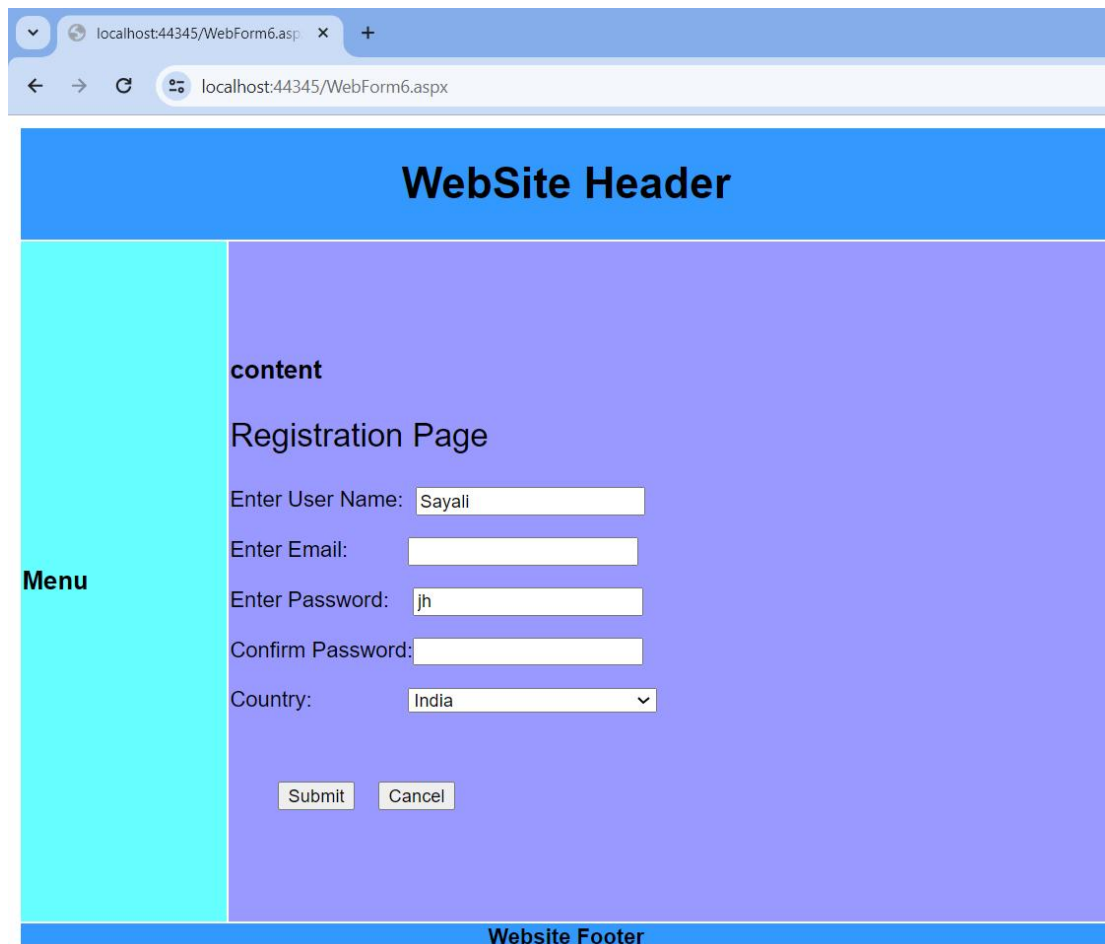 localhost:44345/WebForm6.asp
localhost:44345/WebForm6.aspx
WebSite Header
content
Registration Page
Enter User Name: Sayali
Enter Email:
Menu
Enter Password: jh
Confirm Password:
Country: India
Submit Cancel
Website Footer